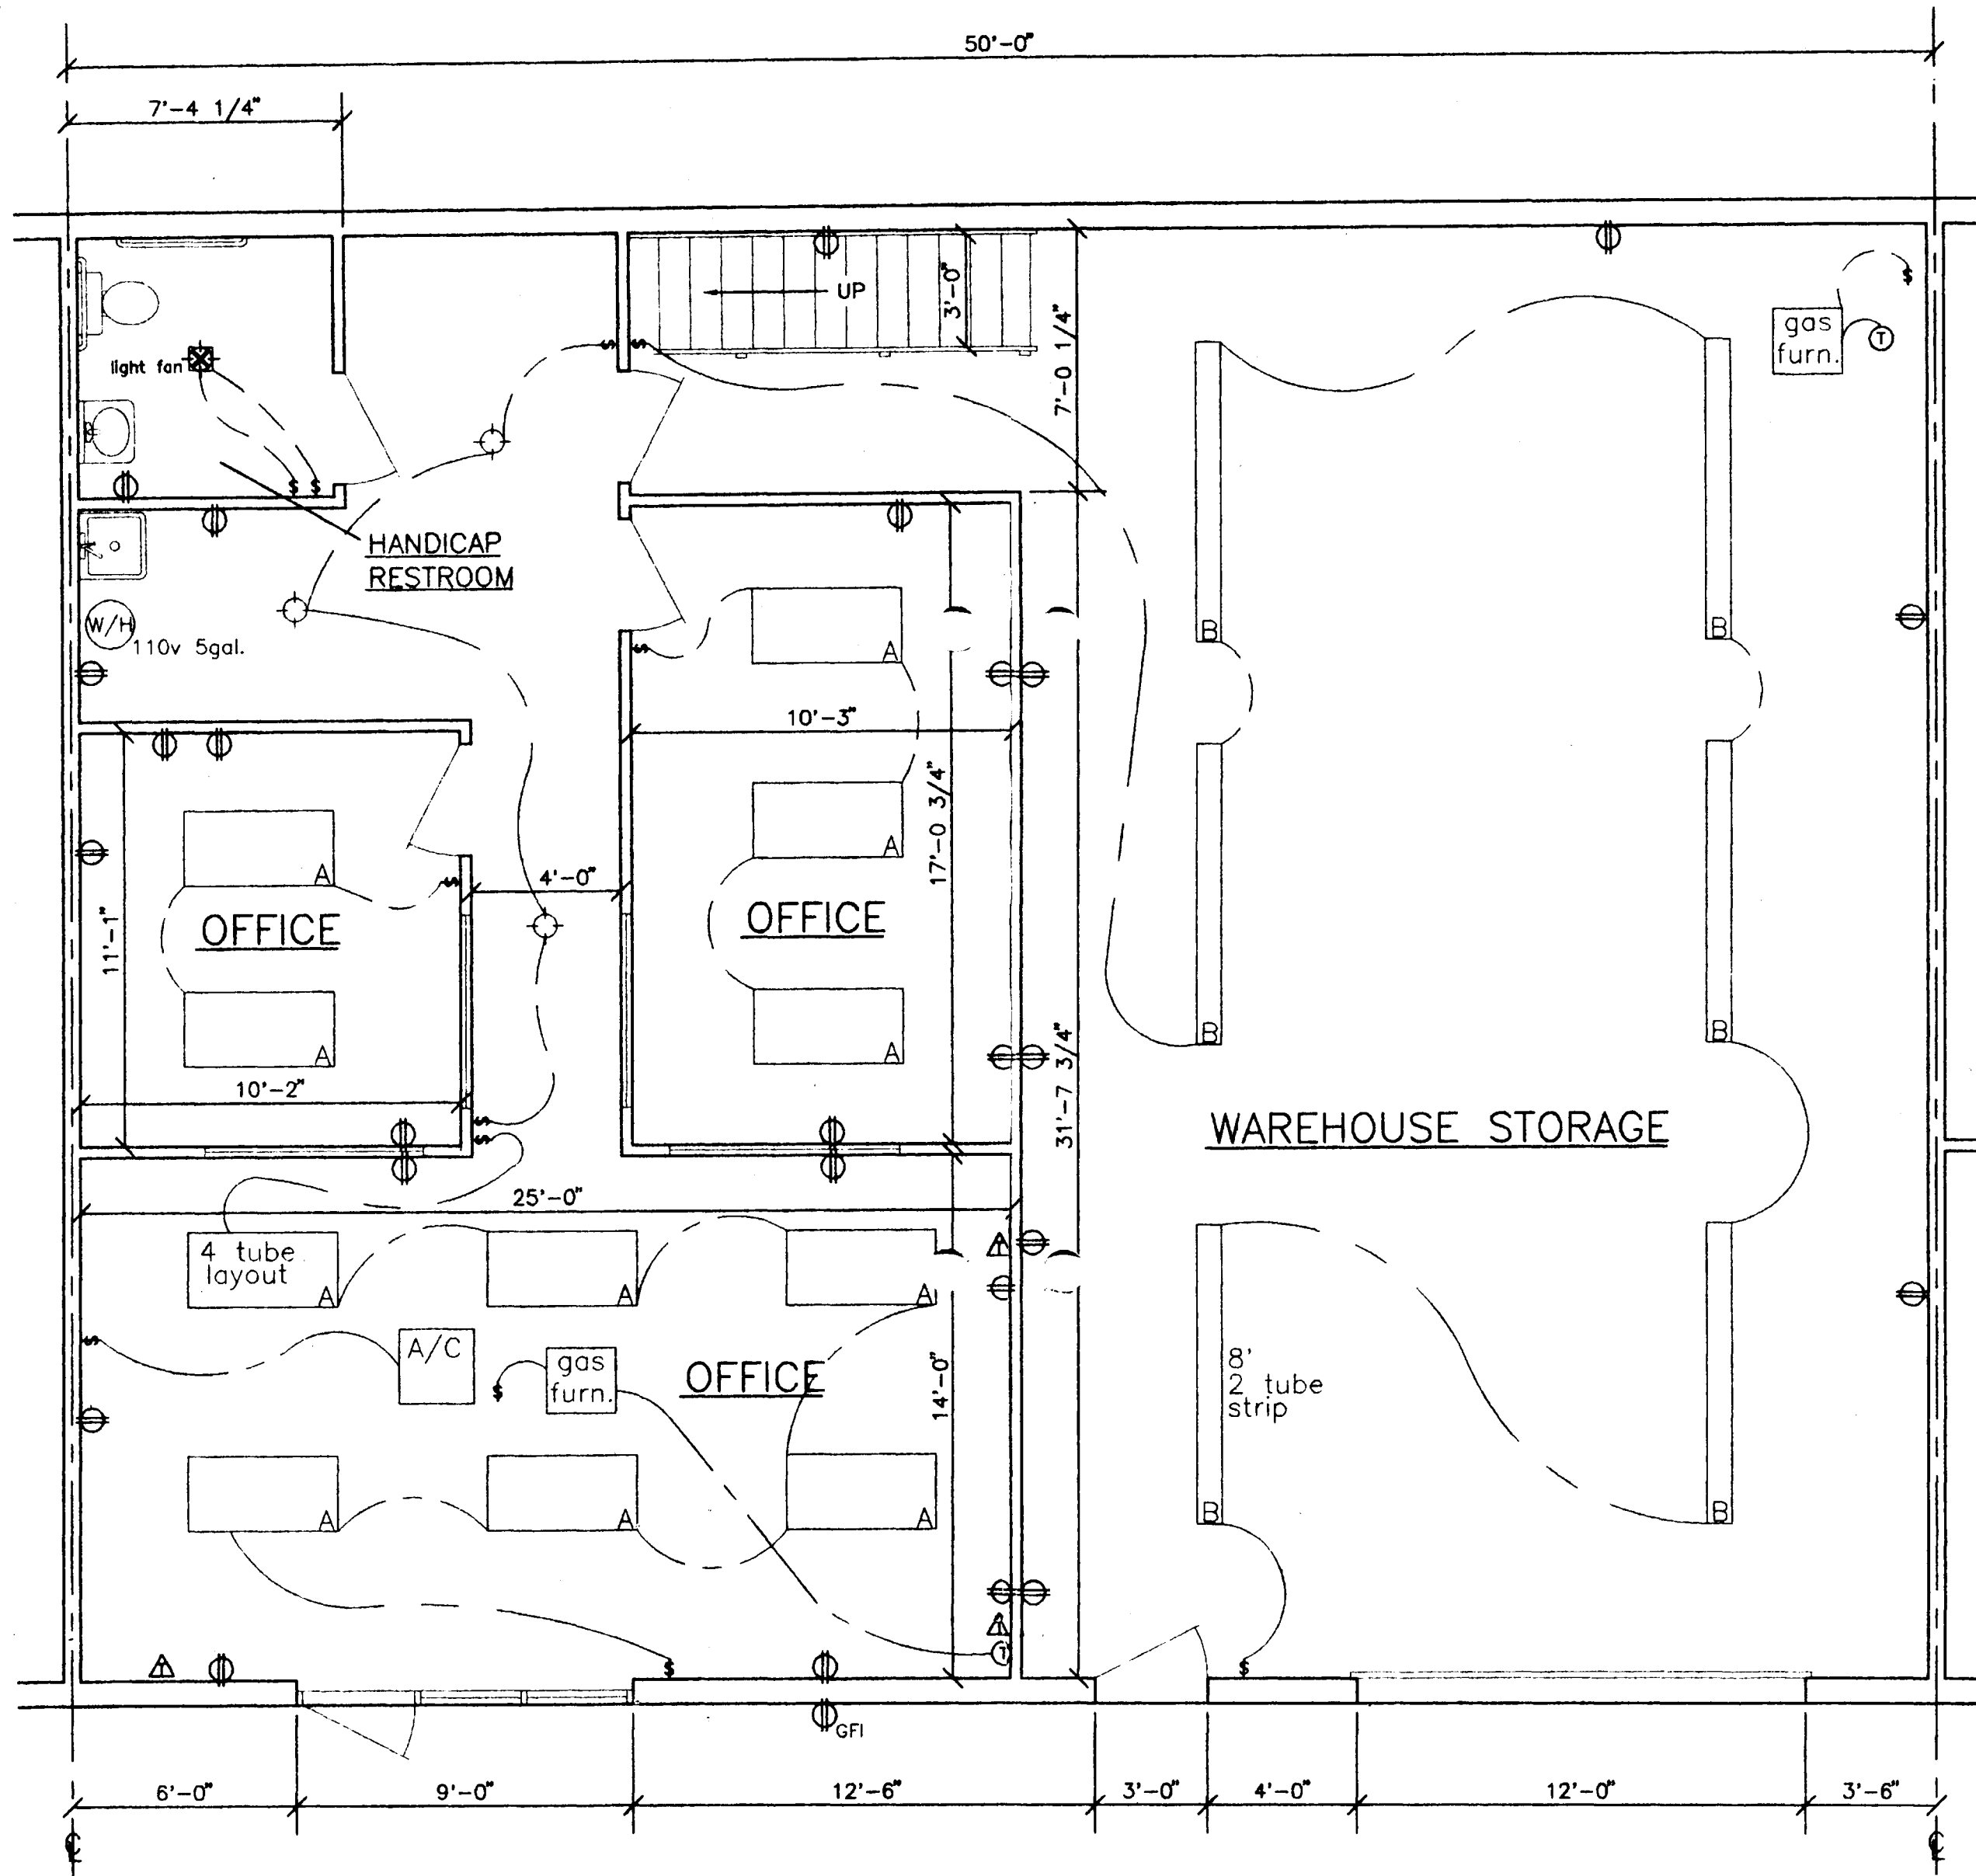 50'-0"
7'-4 1/4"
UP
3'-0"
7'-0 1/4"
gas
furn.
T
light fan
$
$
$
$
$
HANDICAP
RESTROOM
W/H
110v 5gal.
$
A
B
B
10'-3"
A
17'-0 3/4"
A
$
4'-0"
OFFICE
OFFICE
11'-1"
A
A
B
B
10'-2"
31'-7 3/4"
$
$
WAREHOUSE STORAGE
25'-0"
4 tube
layout
A
A
A
T
$
A/C
gas
furn.
$
OFFICE
14'-0"
8'
2 tube
strip
A
A
A
B
B
T
T
T
$
$
GFI
6'-0"
9'-0"
12'-6"
3'-0"
4'-0"
12'-0"
3'-6"
℄
℄